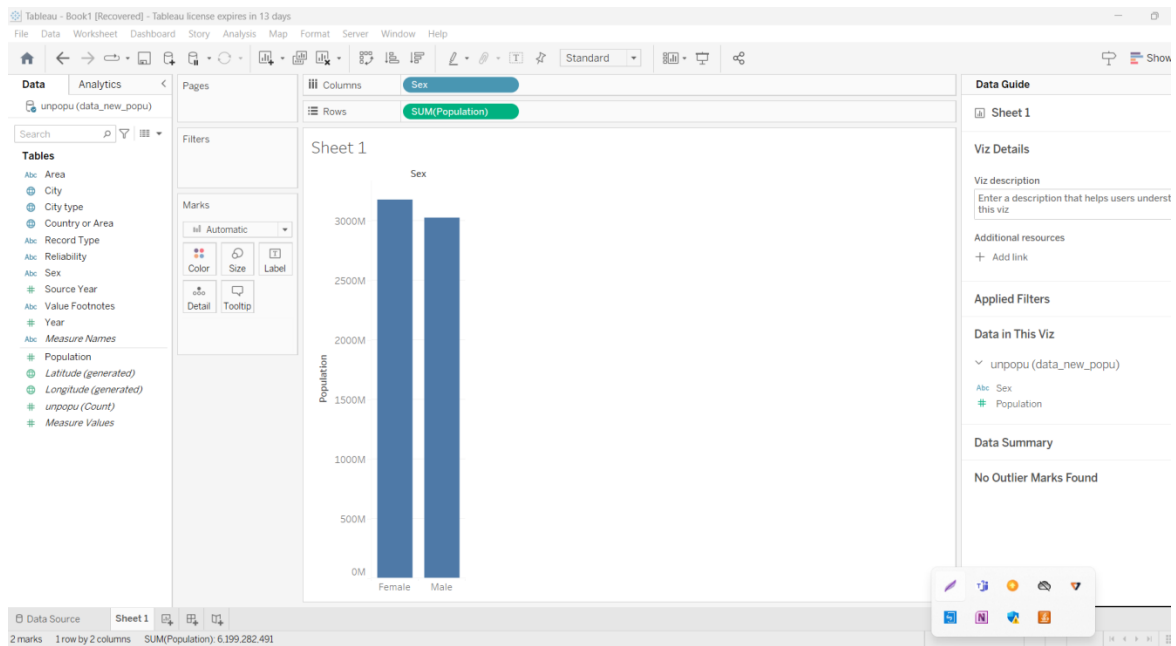 Tableau - Book1 [Recovered] - Tableau license expires in 13 days
File Data Worksheet Dashboard Story Analysis Map Format Server Window Help
Standard
Show
Data Analytics
unpopu (data_new_popu)
Search
Tables
Abc Area
City
City type
Country or Area
Abc Record Type
Abc Reliability
Abc Sex
# Source Year
Abc Value Footnotes
# Year
Abc Measure Names
# Population
Latitude (generated)
Longitude (generated)
# unpopu (Count)
# Measure Values
Pages
Filters
Marks
Automatic
Color Size Label
Detail Tooltip
Columns Sex
Rows SUM(Population)
Sheet 1
Sex
Population
3000M
2500M
2000M
1500M
1000M
500M
0M
Female Male
Data Guide
Sheet 1
Viz Details
Viz description
Enter a description that helps users underst
this viz
Additional resources
+ Add link
Applied Filters
Data in This Viz
unpopu (data_new_popu)
Abc Sex
# Population
Data Summary
No Outlier Marks Found
Data Source Sheet 1
2 marks 1 row by 2 columns SUM(Population): 6,199,282,491